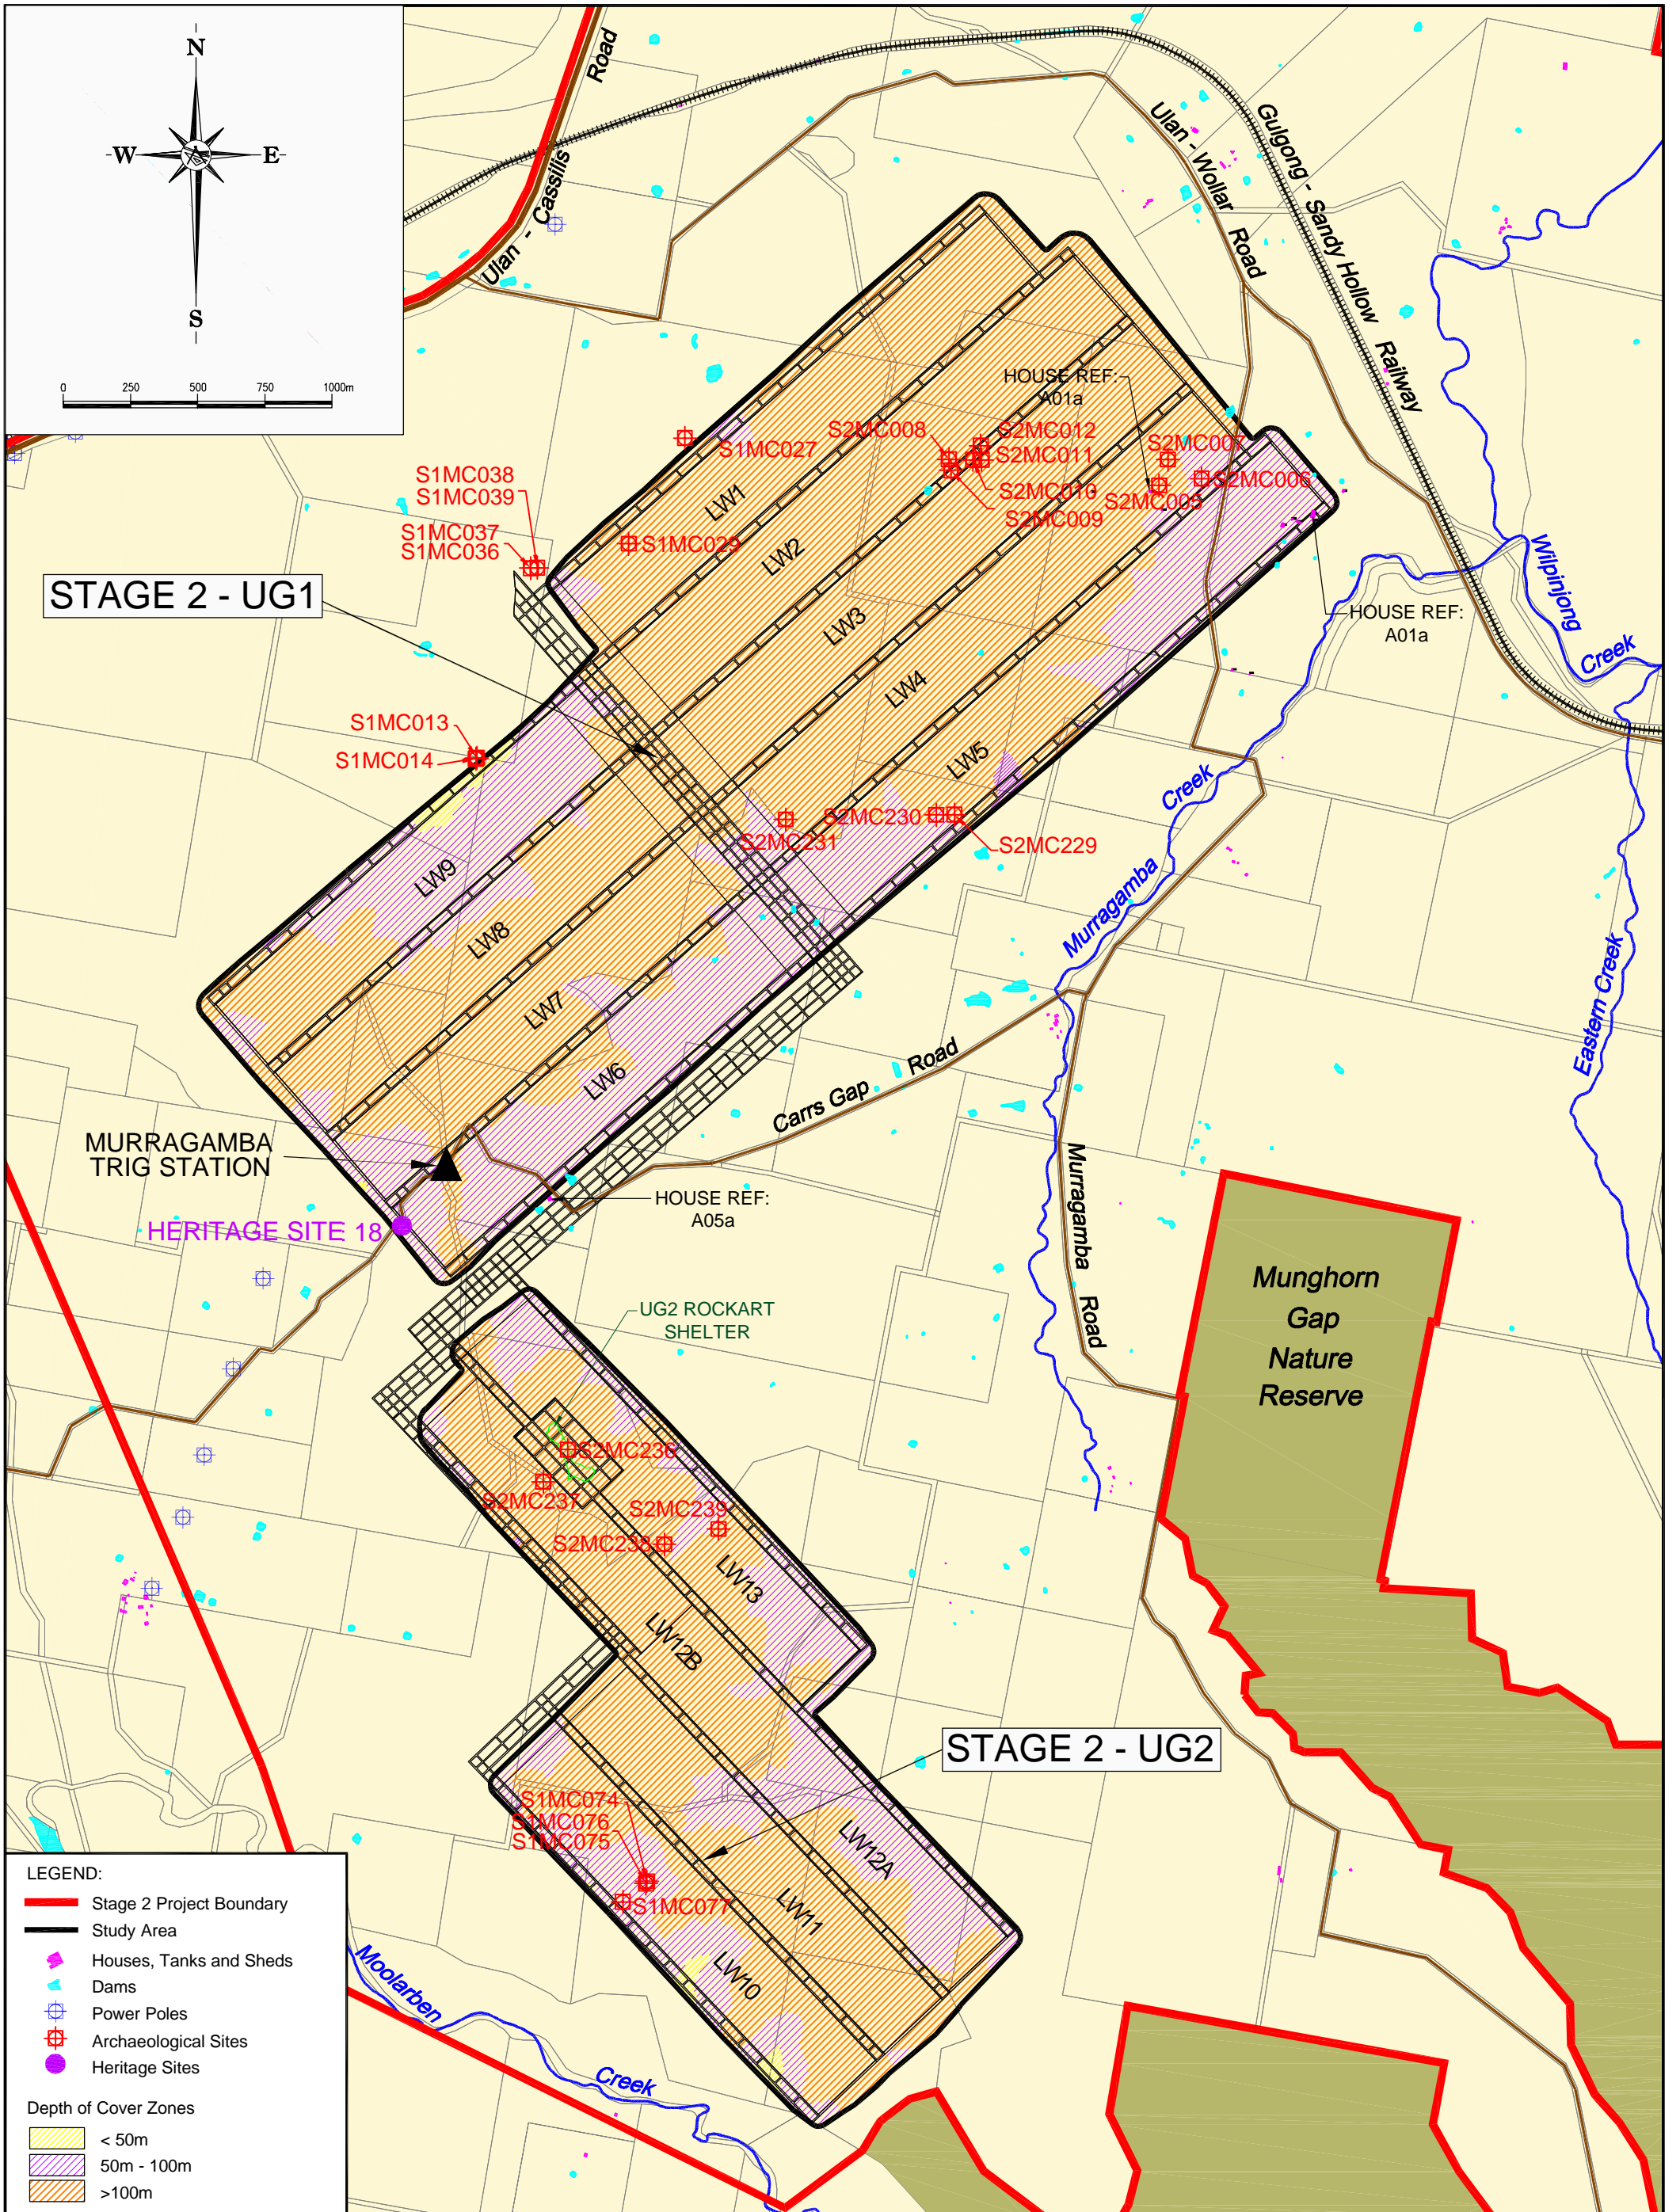 N
W
E
S
0 250 500 750 1000m
Road
Ulan - Cassilis
Ulan - Wollar
Road
Gulgong - Sandy Hollow Railway
HOUSE REF:
A01a
S1MC027
S2MC008
S2MC012
S2MC011
S2MC010
S2MC009
S2MC007
S2MC006
S2MC005
S1MC038
S1MC039
S1MC037
S1MC036
S1MC029
LW1
LW2
LW3
LW4
LW5
STAGE 2 - UG1
HOUSE REF:
A01a
Wilpinjong
Creek
S1MC013
S1MC014
S2MC230
S2MC231
S2MC229
Murragamba
Creek
Eastern Creek
LW9
LW8
LW7
LW6
Carrs Gap
Road
MURRAGAMBA
TRIG STATION
HERITAGE SITE 18
HOUSE REF:
A05a
Murragamba
Road
UG2 ROCKART
SHELTER
Munghorn
Gap
Nature
Reserve
S2MC236
S2MC237
S2MC239
S2MC238
LW13
LW12B
STAGE 2 - UG2
S1MC074
S1MC076
S1MC075
S1MC077
LW12A
LW11
LW10
Moolarben
Creek
LEGEND:
Stage 2 Project Boundary
Study Area
Houses, Tanks and Sheds
Dams
Power Poles
Archaeological Sites
Heritage Sites
Depth of Cover Zones
< 50m
50m - 100m
>100m